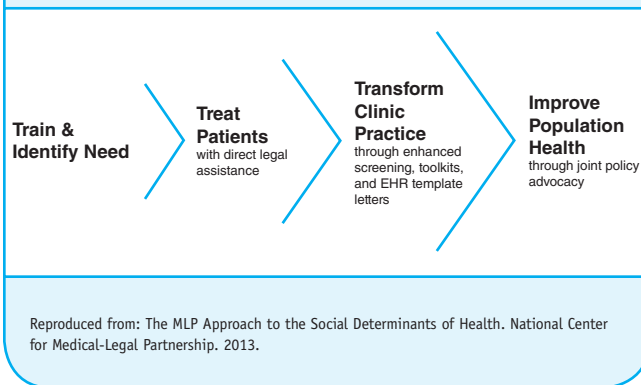 Train &
Identify Need
Treat
Patients
with direct legal
assistance
Transform
Clinic
Practice
through enhanced
screening, toolkits,
and EHR template
letters
Improve
Population
Health
through joint policy
advocacy
Reproduced from: The MLP Approach to the Social Determinants of Health. National Center
for Medical-Legal Partnership. 2013.